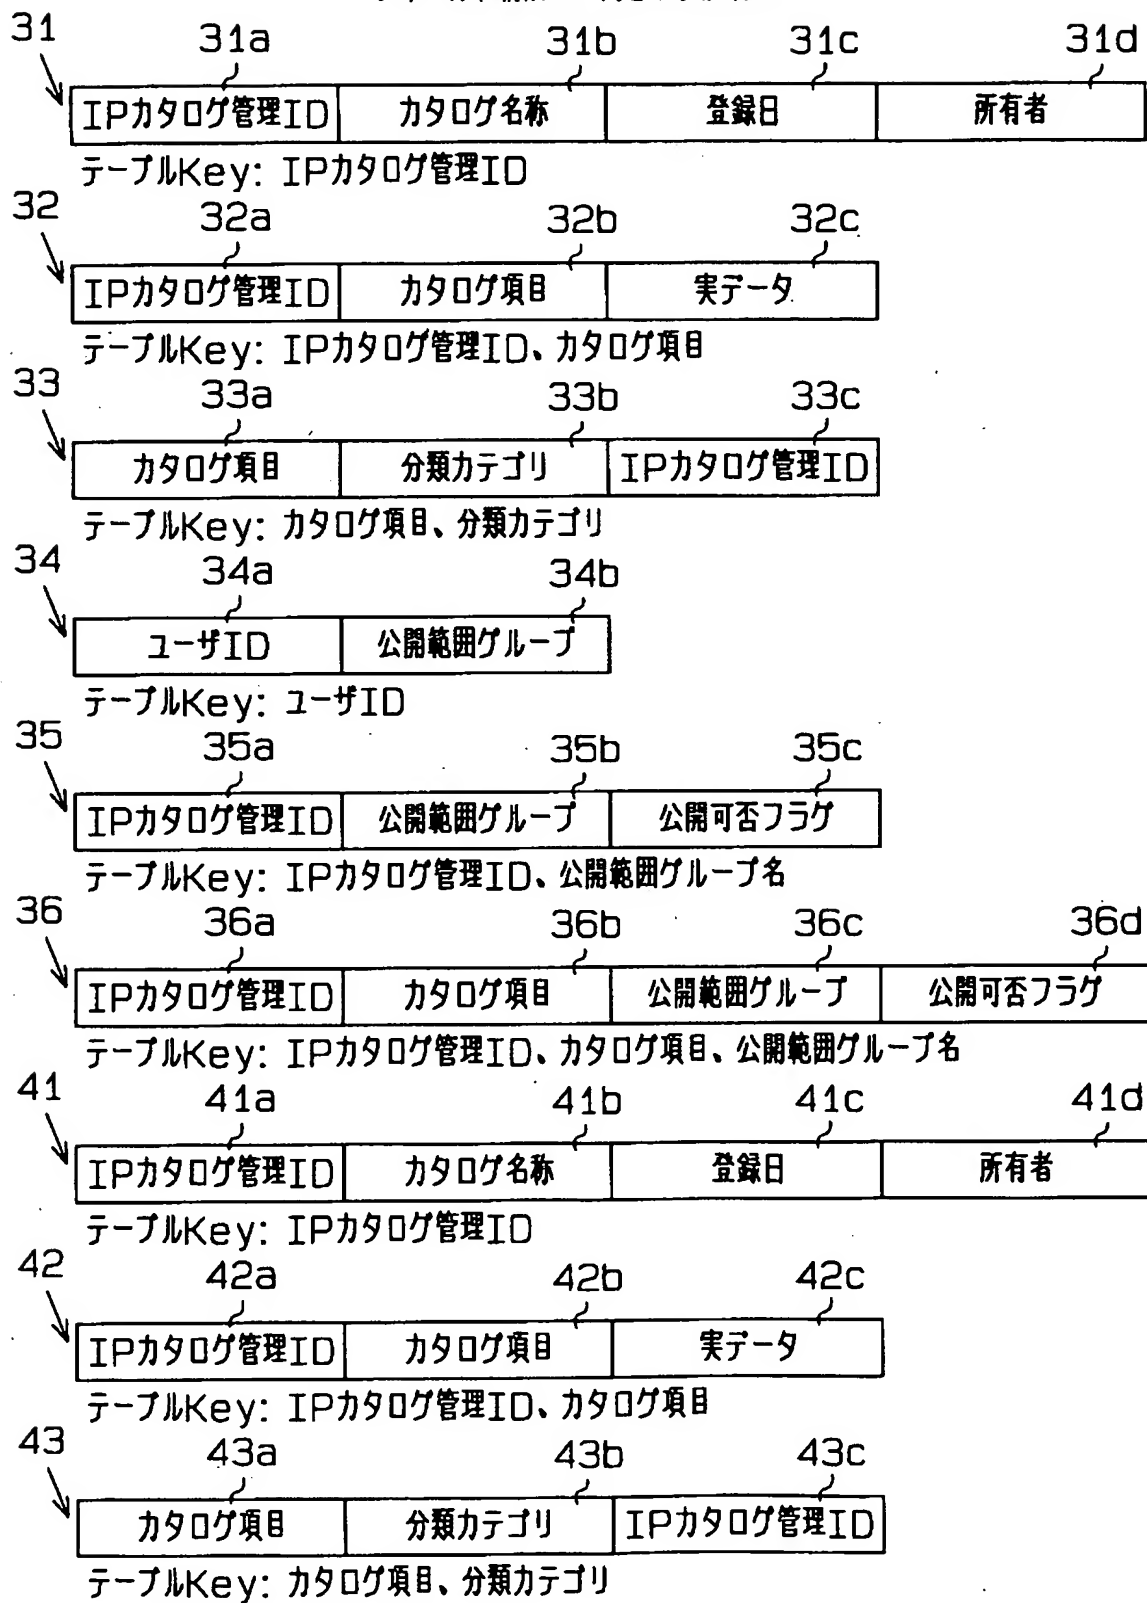 31 31a 31b 31c 31d
IPカタログ管理ID カタログ名称 登録日 所有者
テーブルKey: IPカタログ管理ID
32 32a 32b 32c
IPカタログ管理ID カタログ項目 実データ
テーブルKey: IPカタログ管理ID、カタログ項目
33 33a 33b 33c
カタログ項目 分類カテゴリ IPカタログ管理ID
テーブルKey: カタログ項目、分類カテゴリ
34 34a 34b
ユーザID 公開範囲グループ
テーブルKey: ユーザID
35 35a 35b 35c
IPカタログ管理ID 公開範囲グループ 公開可否フラグ
テーブルKey: IPカタログ管理ID、公開範囲グループ名
36 36a 36b 36c 36d
IPカタログ管理ID カタログ項目 公開範囲グループ 公開可否フラグ
テーブルKey: IPカタログ管理ID、カタログ項目、公開範囲グループ名
41 41a 41b 41c 41d
IPカタログ管理ID カタログ名称 登録日 所有者
テーブルKey: IPカタログ管理ID
42 42a 42b 42c
IPカタログ管理ID カタログ項目 実データ
テーブルKey: IPカタログ管理ID、カタログ項目
43 43a 43b 43c
カタログ項目 分類カテゴリ IPカタログ管理ID
テーブルKey: カタログ項目、分類カテゴリ